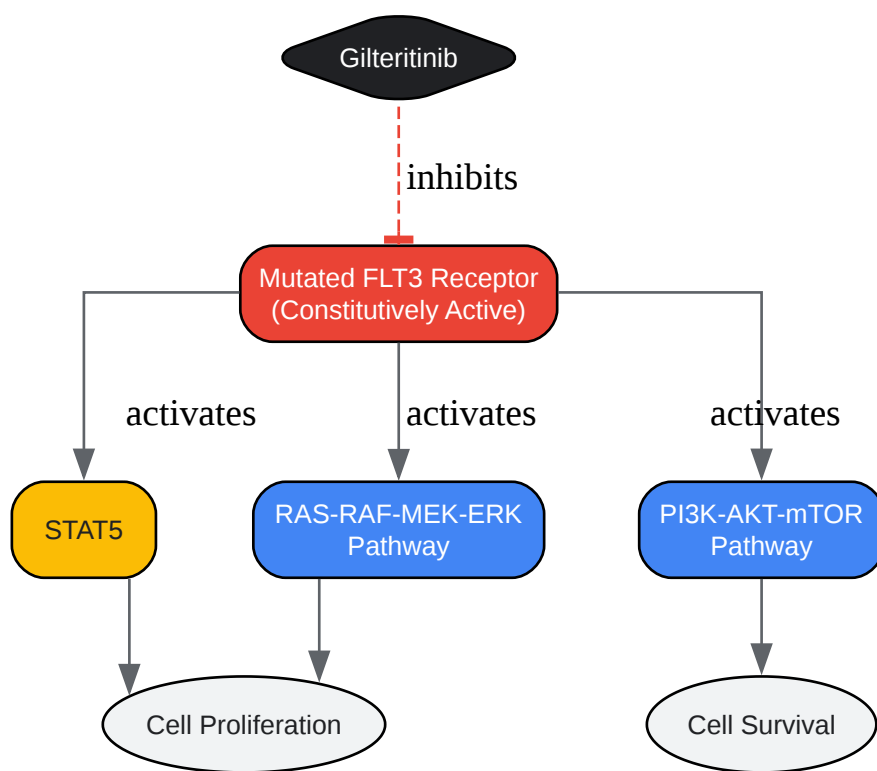 Gilteritinib
inhibits
Mutated FLT3 Receptor
(Constitutively Active)
activates
activates
activates
STAT5
RAS-RAF-MEK-ERK
Pathway
PI3K-AKT-mTOR
Pathway
Cell Proliferation
Cell Survival